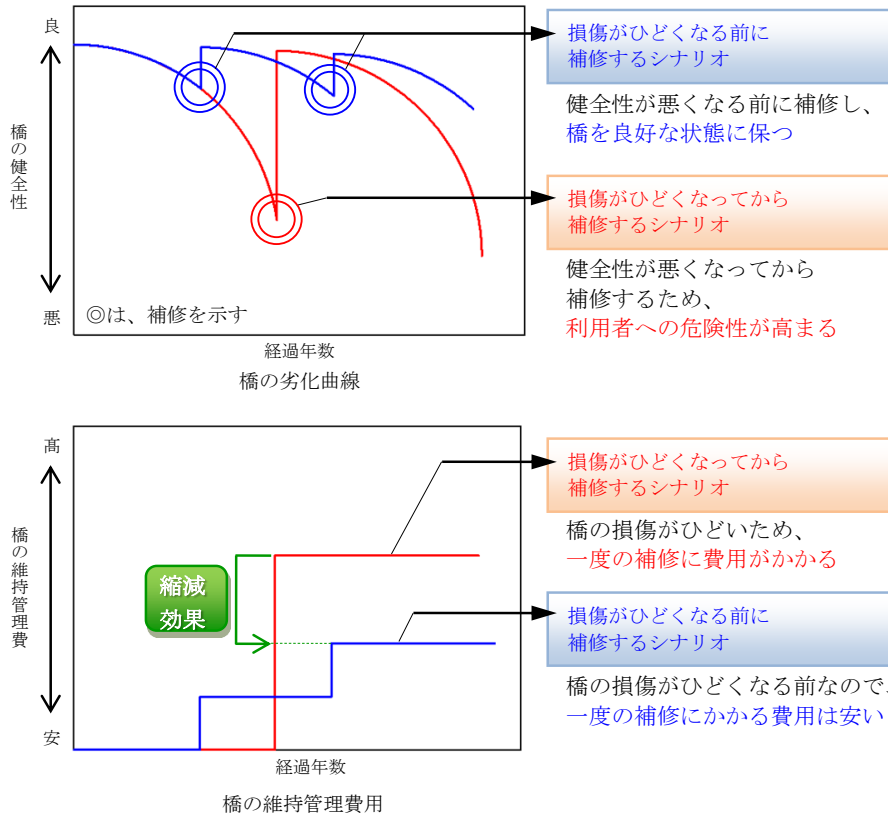 良
橋の健全性
悪
◎は、補修を示す
経過年数
橋の劣化曲線
損傷がひどくなる前に
補修するシナリオ
健全性が悪くなる前に補修し、
橋を良好な状態に保つ
損傷がひどくなってから
補修するシナリオ
健全性が悪くなってから
補修するため、
利用者への危険性が高まる
髙
橋の維持管理費
安
縮減
効果
経過年数
橋の維持管理費用
損傷がひどくなってから
補修するシナリオ
橋の損傷がひどいため、
一度の補修に費用がかかる
損傷がひどくなる前に
補修するシナリオ
橋の損傷がひどくなる前なので、
一度の補修にかかる費用は安い